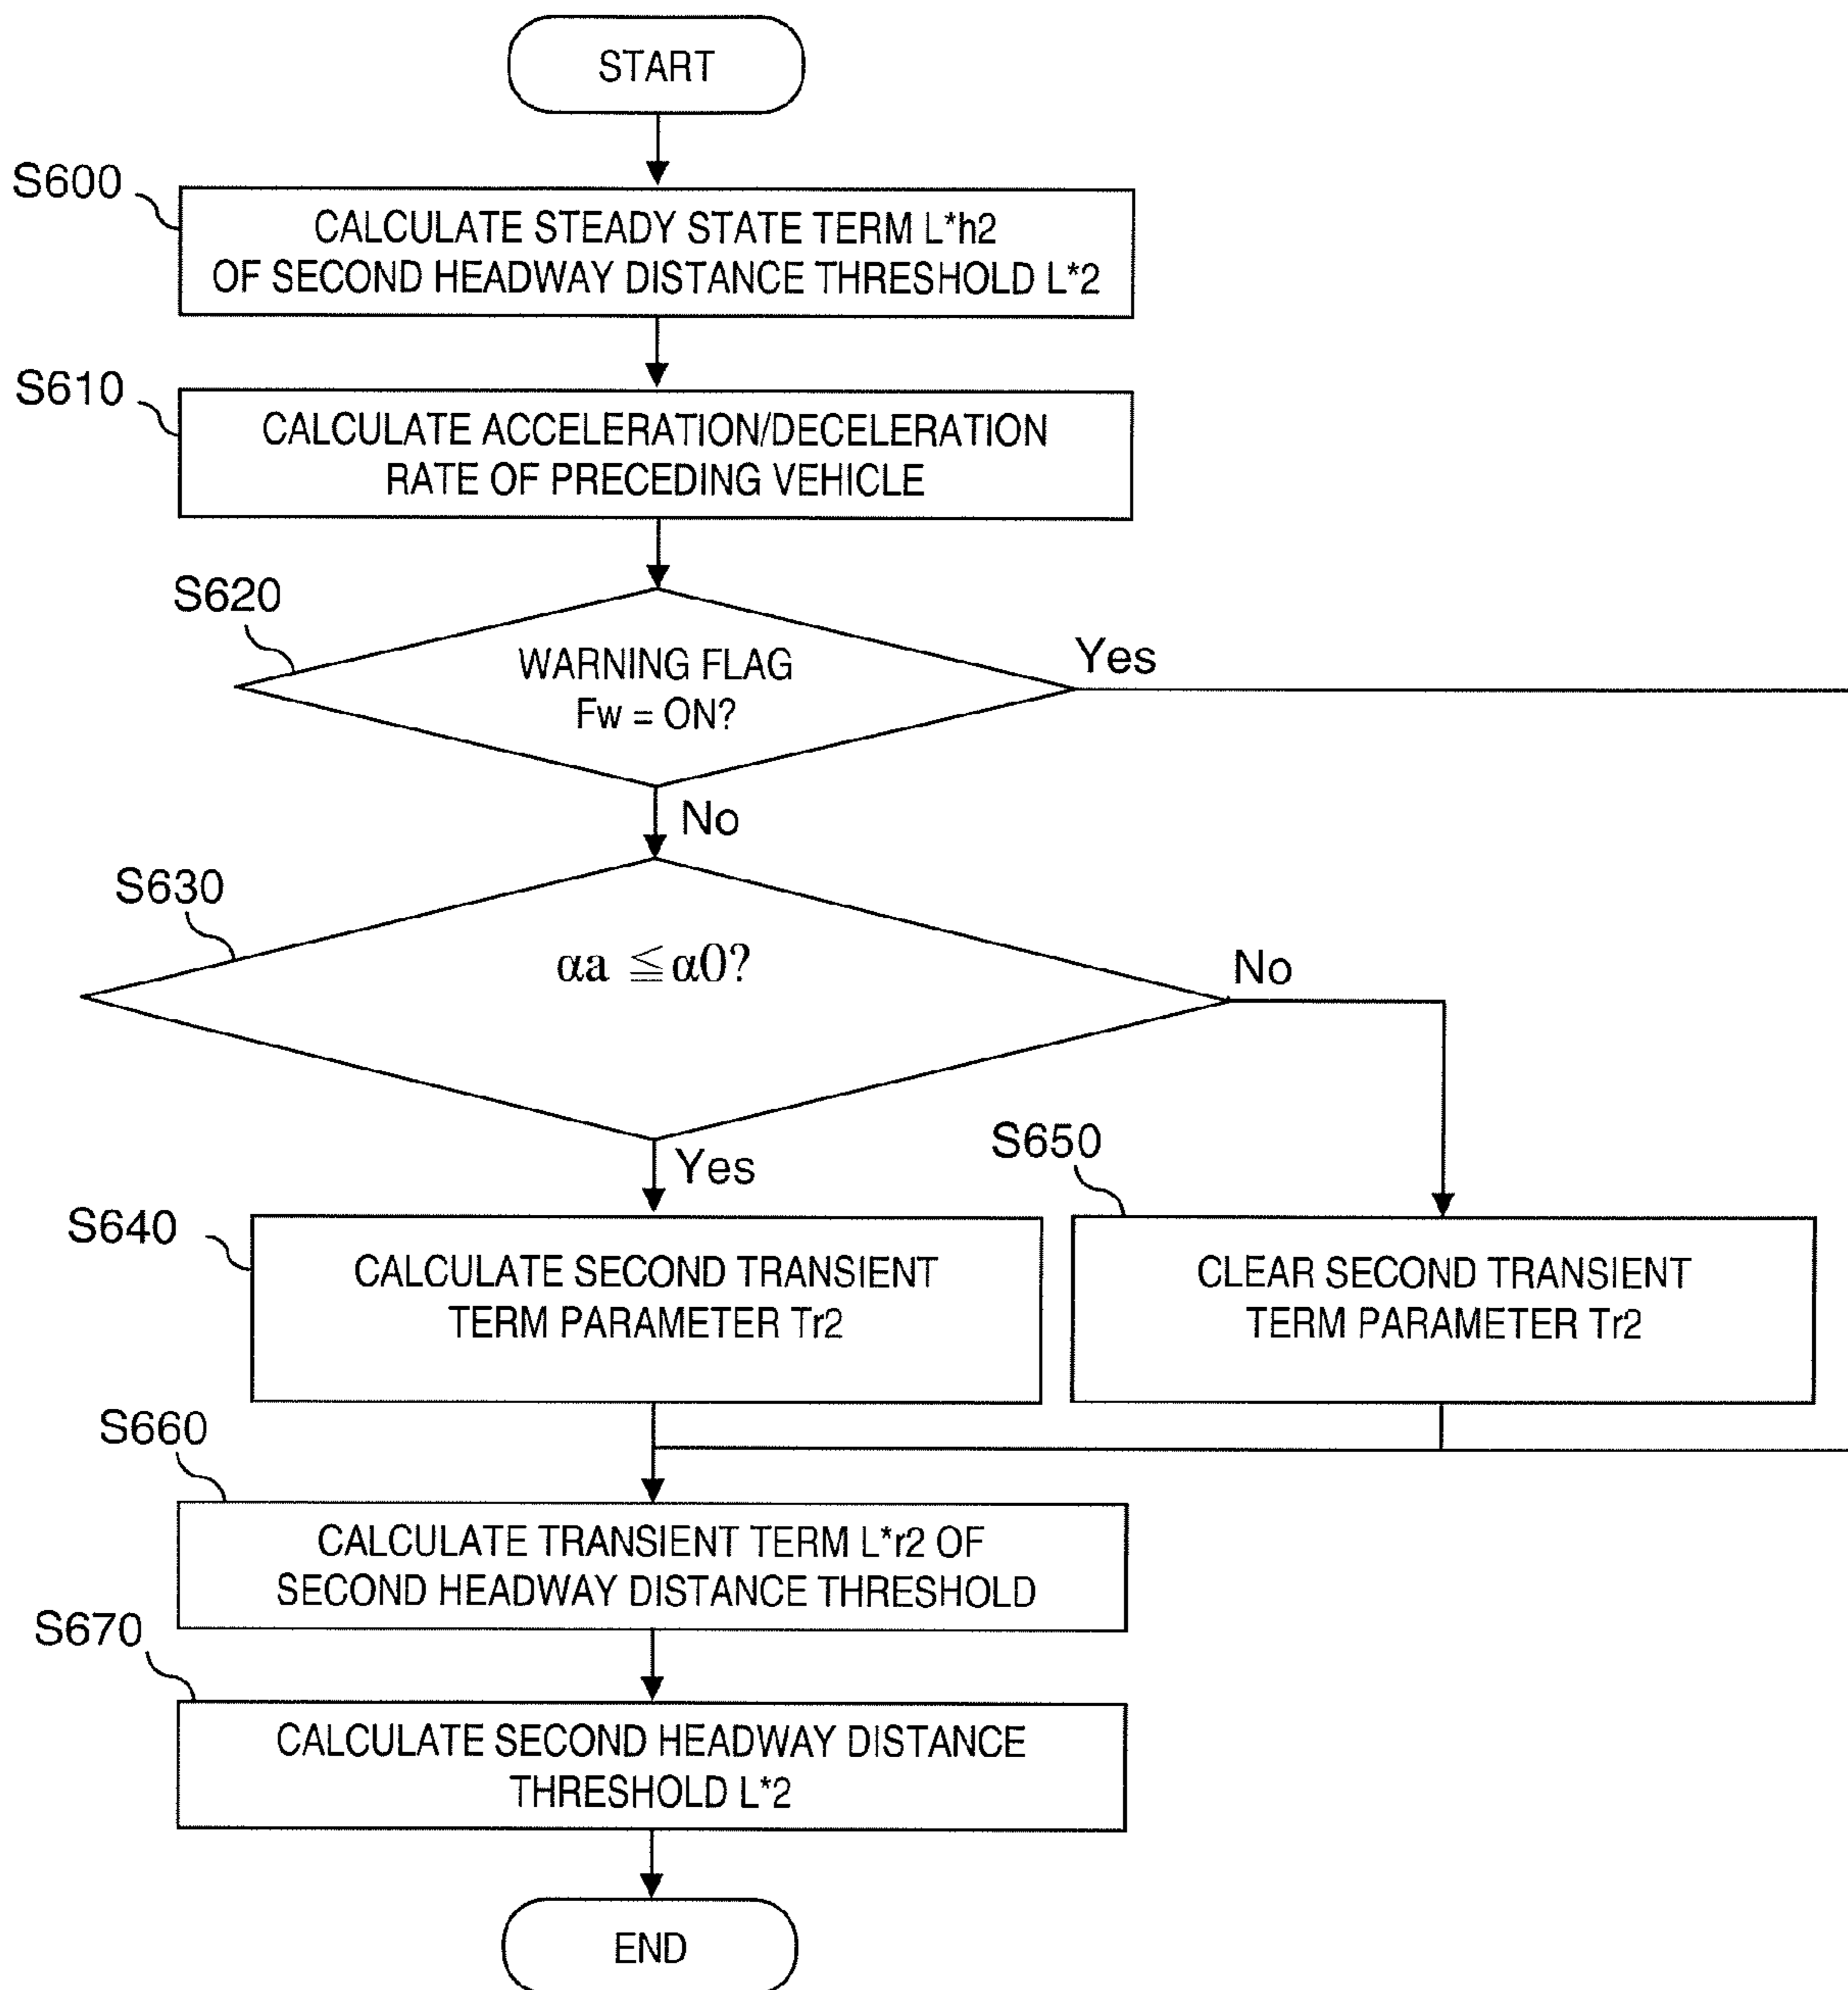 START
S600
CALCULATE STEADY STATE TERM L*h2
OF SECOND HEADWAY DISTANCE THRESHOLD L*2
S610
CALCULATE ACCELERATION/DECELERATION
RATE OF PRECEDING VEHICLE
S620
WARNING FLAG
Fw = ON?
Yes
No
S630
αa ≦ α0?
No
Yes
S640
CALCULATE SECOND TRANSIENT
TERM PARAMETER Tr2
S650
CLEAR SECOND TRANSIENT
TERM PARAMETER Tr2
S660
CALCULATE TRANSIENT TERM L*r2 OF
SECOND HEADWAY DISTANCE THRESHOLD
S670
CALCULATE SECOND HEADWAY DISTANCE
THRESHOLD L*2
END